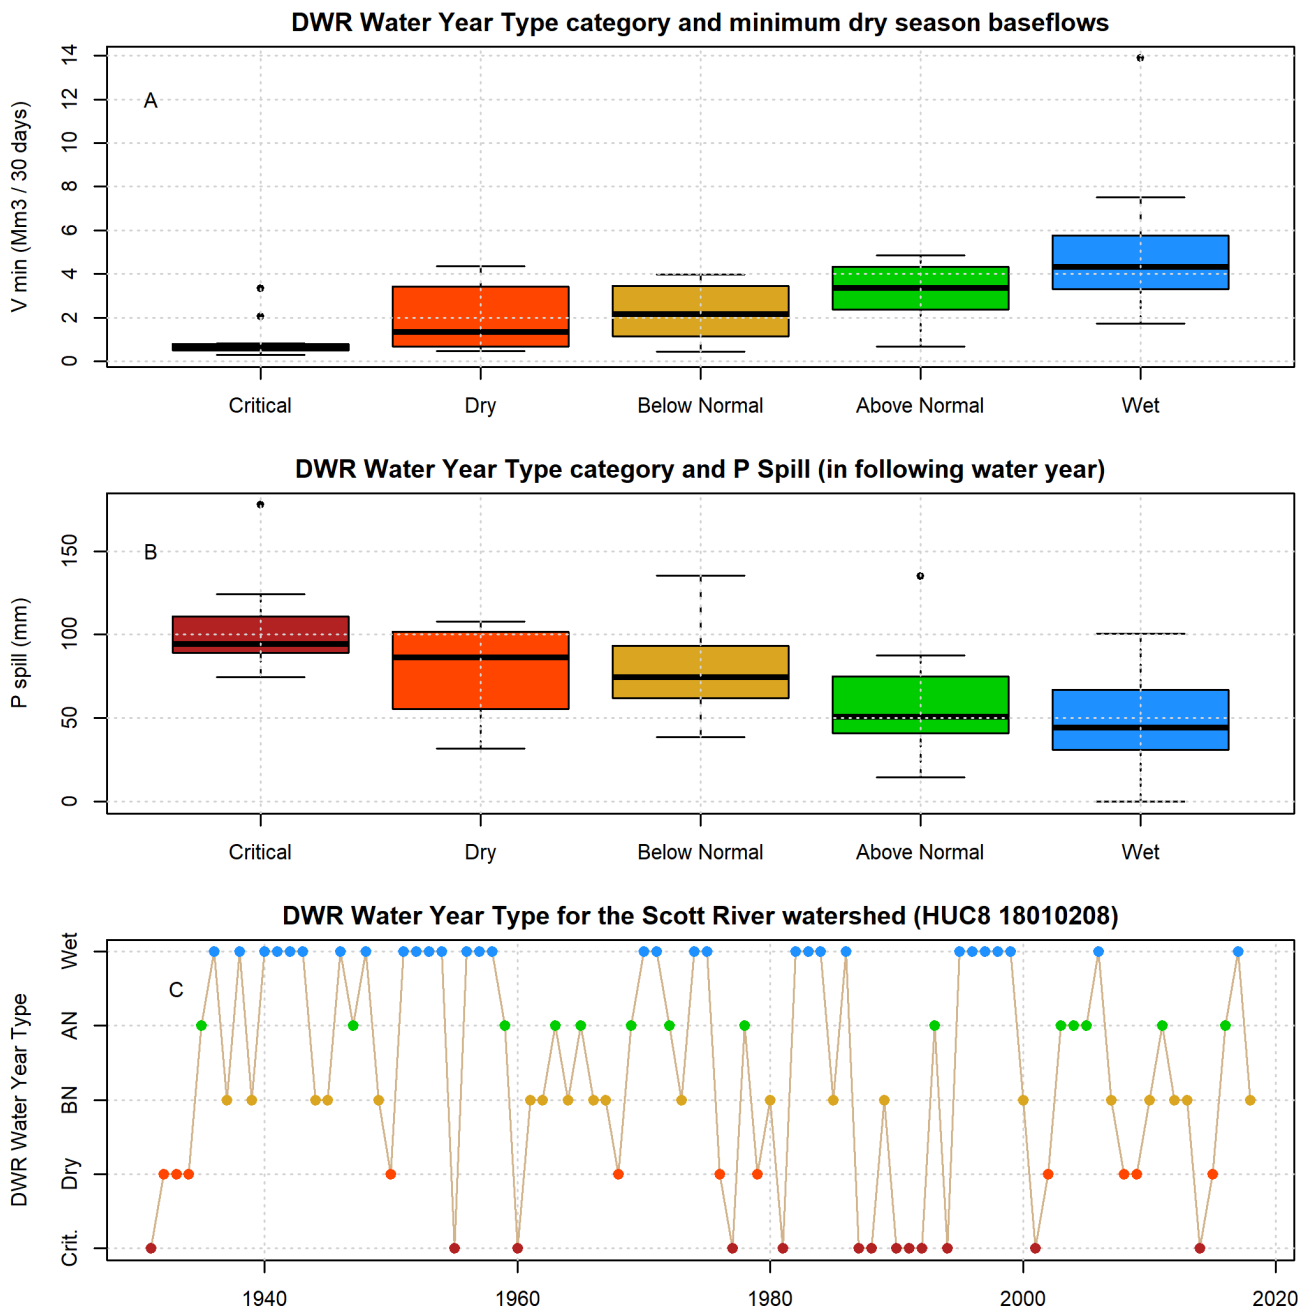 DWR Water Year Type category and minimum dry season baseflows
14
12
10
8
6
4
2
0
V min (Mm3 / 30 days)
A
Critical Dry Below Normal Above Normal Wet
DWR Water Year Type category and P Spill (in following water year)
150
100
50
0
P spill (mm)
B
Critical Dry Below Normal Above Normal Wet
DWR Water Year Type for the Scott River watershed (HUC8 18010208)
Wet
AN
BN
Dry
Crit.
DWR Water Year Type
C
1940 1960 1980 2000 2020